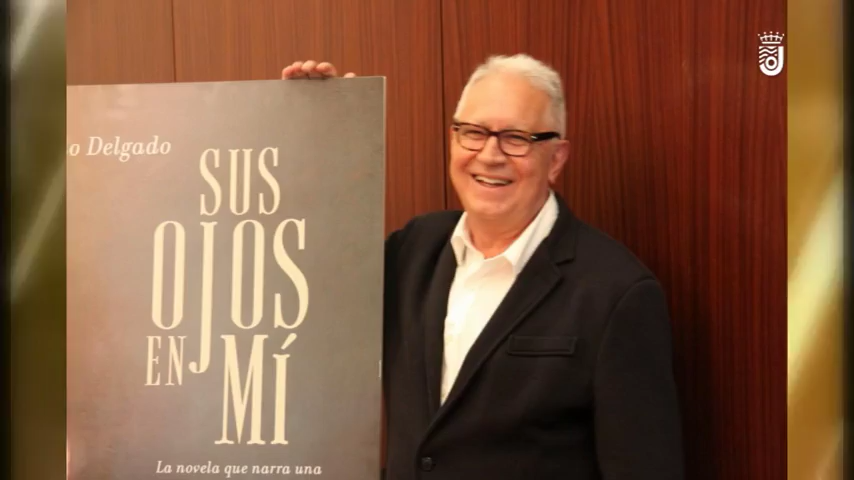 o Delgado
SUS
OJOS
EN
MÍ
La novela que narra una